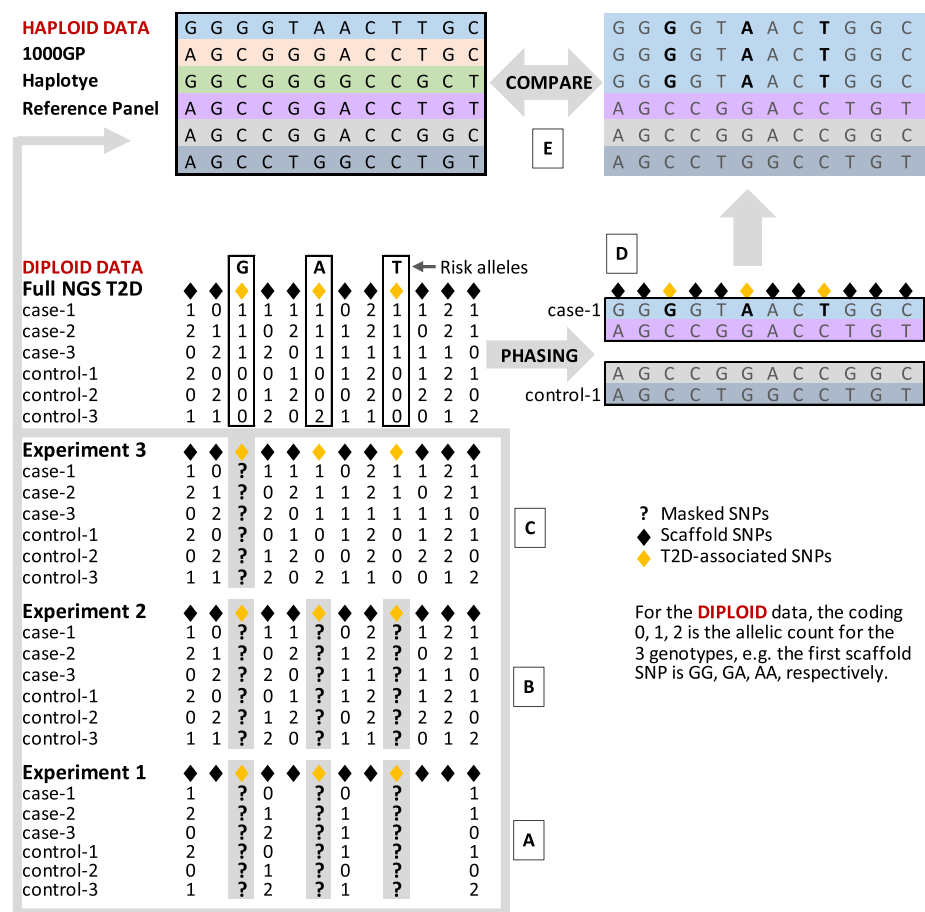 HAPLOID DATA
1000GP
Haplotye
Reference Panel
G G G G T A A C T T G C
A G C G G G A C C T G C
G G C G G G G C C G C T
A G C C G G A C C T G T
A G C C G G A C C G G C
A G C C T G G C C T G T
COMPARE
E
G G G G T A A C T G G C
G G G G T A A C T G G C
G G G G T A A C T G G C
A G C C G G A C C T G T
A G C C G G A C C G G C
A G C C T G G C C T G T
DIPLOID DATA G A T Risk alleles
Full NGS T2D
case-1 1 0 1 1 1 1 0 2 1 1 2 1
case-2 2 1 1 0 2 1 1 2 1 1 2 1
case-3 0 2 1 2 0 1 1 1 1 1 1 0
control-1 2 0 0 0 1 0 1 2 0 1 2 1
control-2 0 2 0 1 2 0 0 2 0 2 2 0
control-3 1 1 0 2 0 2 1 1 0 0 1 2
PHASING
D
case-1 G G G G T A A C T G G C
A G C C G G A C C T G T
A G C C G G A C C G G C
control-1 A G C C T G G C C T G T
Experiment 3
case-1 1 0 ? 1 1 1 0 2 1 1 2 1
case-2 2 1 ? 0 2 1 1 2 1 0 2 1
case-3 0 2 ? 2 0 1 1 1 1 1 1 0
control-1 2 0 ? 0 1 0 1 2 0 1 2 1
control-2 0 2 ? 1 2 0 0 2 0 2 2 0
control-3 1 1 ? 2 0 2 1 1 0 0 1 2
C
Experiment 2
case-1 1 0 ? 1 1 ? 0 2 ? 1 2 1
case-2 2 1 ? 0 2 ? 1 2 ? 0 2 1
case-3 0 2 ? 2 0 ? 1 1 ? 1 1 0
control-1 2 0 ? 0 1 ? 1 2 ? 1 2 1
control-2 0 2 ? 1 2 ? 0 2 ? 2 2 0
control-3 1 1 ? 2 0 ? 1 1 ? 0 1 2
B
Experiment 1
case-1 1 ? 0 ? 0 ? 1
case-2 2 ? 1 ? 1 ? 1
case-3 0 ? 2 ? 1 ? 0
control-1 2 ? 0 ? 1 ? 1
control-2 0 ? 1 ? 0 ? 0
control-3 1 ? 2 ? 1 ? 2
A
? Masked SNPs
Scaffold SNPs
T2D-associated SNPs
For the DIPLOID data, the coding
0, 1, 2 is the allelic count for the
3 genotypes, e.g. the first scaffold
SNP is GG, GA, AA, respectively.